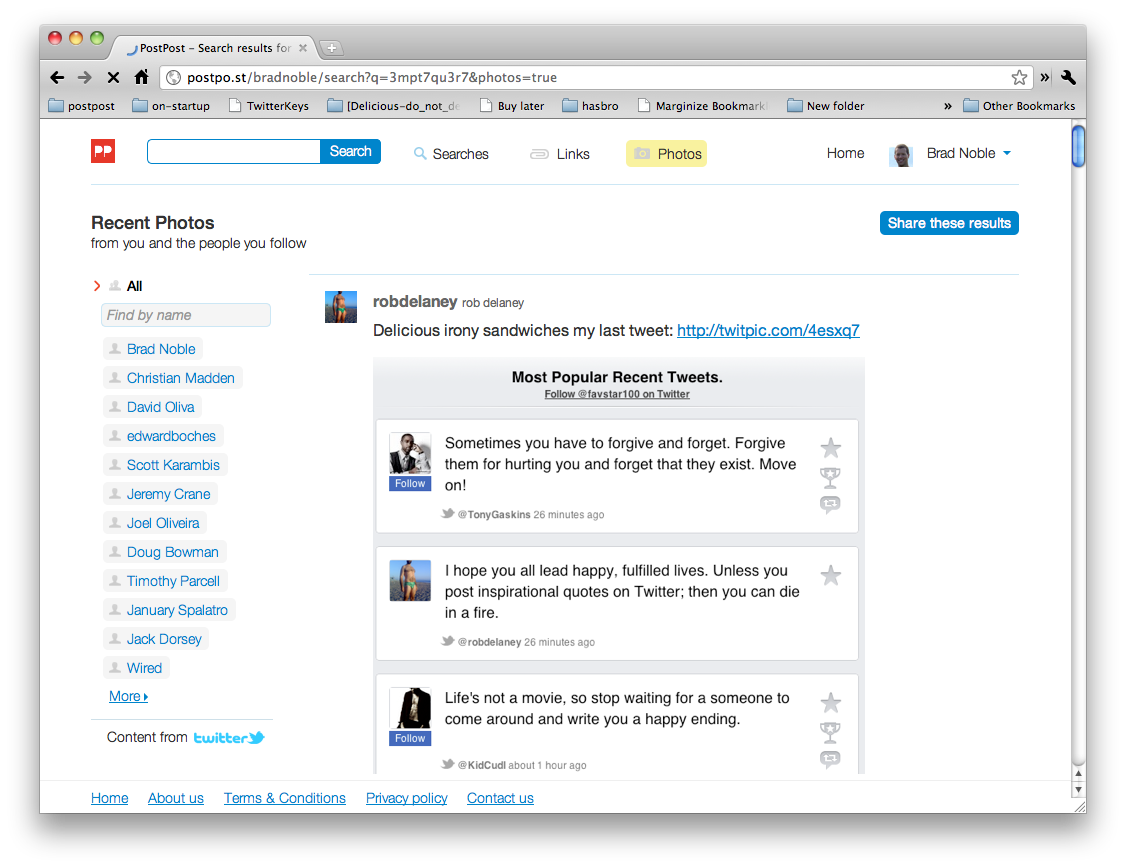 PostPost – Search results for
postpo.st/bradnoble/search?q=3mpt7qu3r7&photos=true
postpost on-startup TwitterKeys [Delicious-do_not_de Buy later hasbro Marginize Bookmarkl New folder » Other Bookmarks
PP Search Searches Links Photos Home Brad Noble
Recent Photos
Share these results
from you and the people you follow
All
Find by name
Brad Noble
Christian Madden
David Oliva
edwardboches
Scott Karambis
Jeremy Crane
Joel Oliveira
Doug Bowman
Timothy Parcell
January Spalatro
Jack Dorsey
Wired
More
Content from twitter
robdelaney rob delaney
Delicious irony sandwiches my last tweet: http://twitpic.com/4esxq7
Most Popular Recent Tweets.
Follow @favstar100 on Twitter
Sometimes you have to forgive and forget. Forgive
them for hurting you and forget that they exist. Move
on!
Follow
@TonyGaskins 26 minutes ago
I hope you all lead happy, fulfilled lives. Unless you
post inspirational quotes on Twitter; then you can die
in a fire.
@robdelaney 26 minutes ago
Life's not a movie, so stop waiting for a someone to
come around and write you a happy ending.
Follow
@KidCudI about 1 hour ago
Home About us Terms & Conditions Privacy policy Contact us